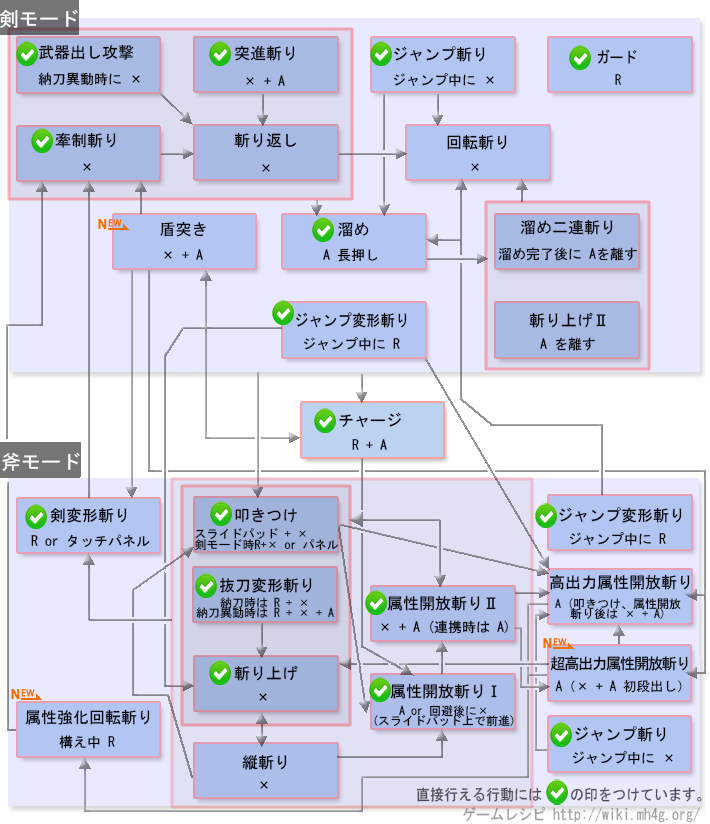 剣モード
武器出し攻撃
納刀異動時に ×
突進斬り
× + A
ジャンプ斬り
ジャンプ中に ×
ガード
R
牽制斬り
×
斬り返し
×
回転斬り
×
NEW
盾突き
× + A
溜め
A 長押し
溜め二連斬り
溜め完了後に Aを離す
斬り上げⅡ
A を離す
ジャンプ変形斬り
ジャンプ中に R
チャージ
R + A
斧モード
剣変形斬り
R or タッチパネル
叩きつけ
スライドパッド + ×
剣モード時R+× or パネル
ジャンプ変形斬り
ジャンプ中に R
抜刀変形斬り
納刀時は R + ×
納刀異動時は R + × + A
属性開放斬りⅡ
× + A (連携時は A)
高出力属性開放斬り
A (叩きつけ、属性開放
斬り後は × + A)
斬り上げ
×
属性開放斬りⅠ
A or 回避後に×
(スライドパット上で前進)
NEW
超高出力属性開放斬り
A (× + A 初段出し)
NEW
属性強化回転斬り
構え中 R
縦斬り
×
ジャンプ斬り
ジャンプ中に ×
直接行える行動には の印をつけています。
ゲームレシピ http://wiki.mh4g.org/